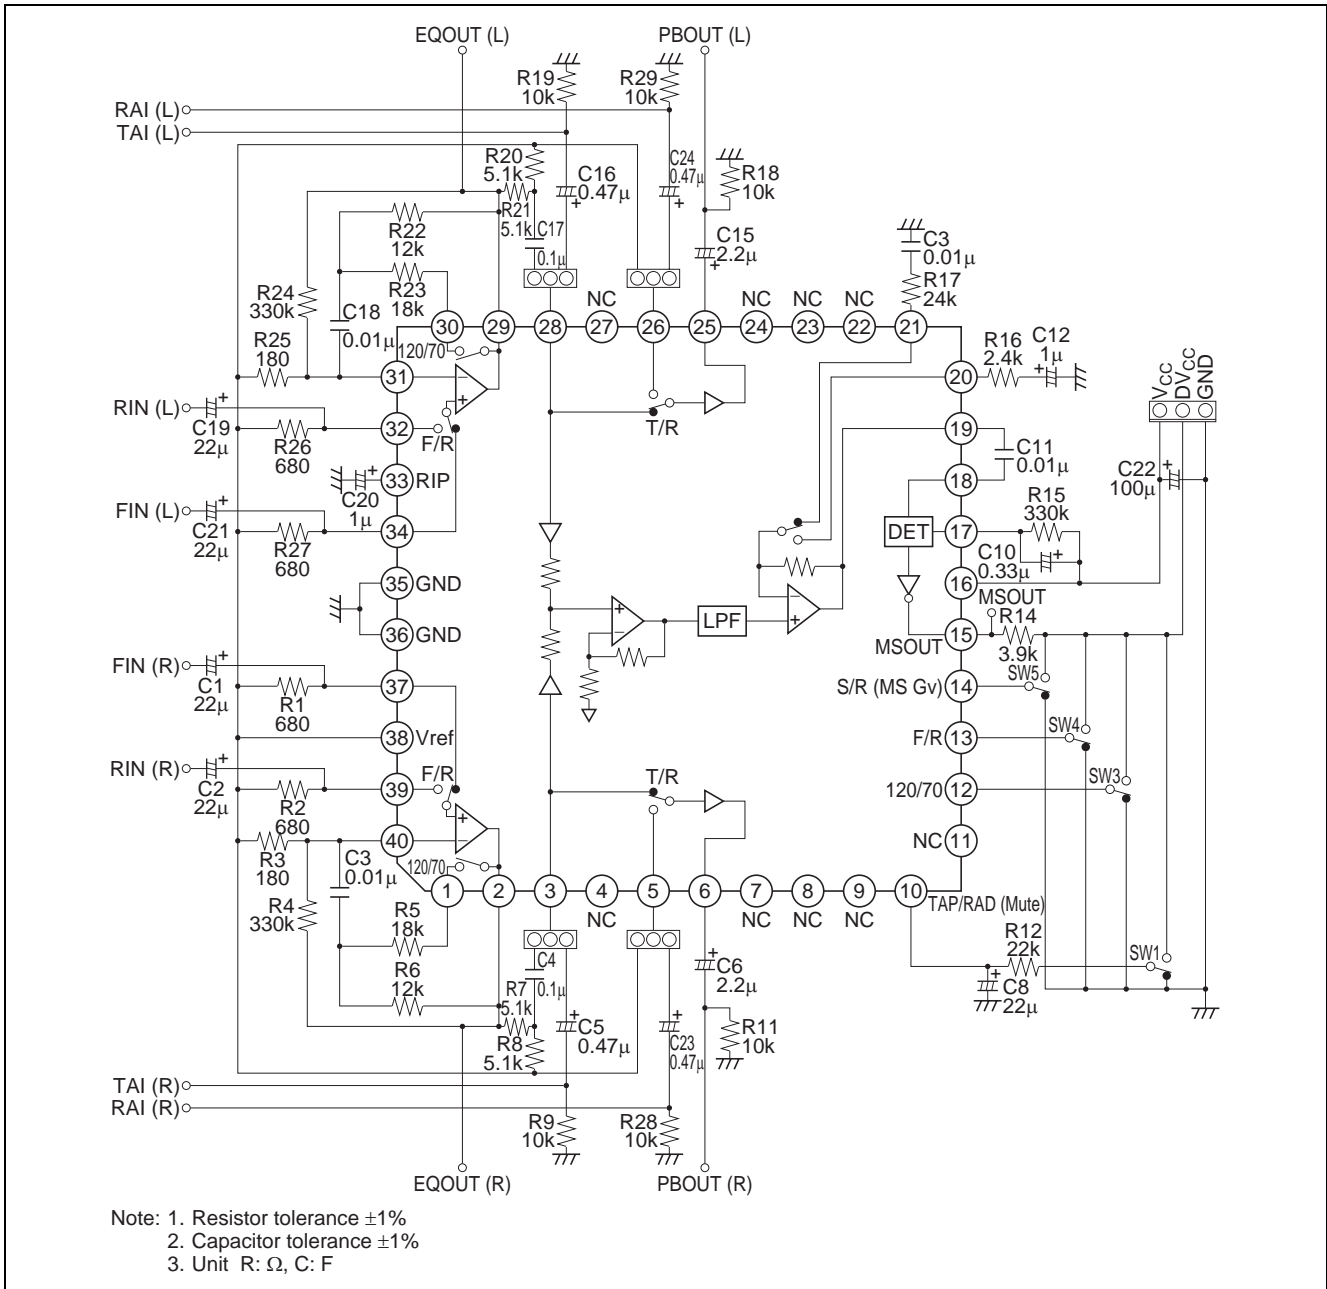 EQOUT (L)
PBOUT (L)
R19
10k
R29
10k
RAI (L)
TAI (L)
R20
5.1k
C16
0.47μ
C24
0.47μ
R18
10k
R21
5.1k
C17
0.1μ
R22
12k
C15
2.2μ
C3
0.01μ
R23
18k
R17
24k
R24
330k
C18
0.01μ
NC
NC
NC
NC
30
29
28
27
26
25
24
23
22
21
R25
180
120/70
R16
2.4k
C12
1μ
VCC
DVCC
GND
31
20
RIN (L)
C19
22μ
R26
680
32
F/R
T/R
19
C11
0.01μ
33
RIP
C20
1μ
18
C22
100μ
FIN (L)
C21
22μ
R27
680
34
DET
17
R15
330k
C10
0.33μ
35
GND
16
MSOUT
R14
3.9k
36
GND
LPF
15
MSOUT
FIN (R)
C1
22μ
R1
680
37
S/R (MS Gv)
14
SW5
38
Vref
F/R
13
SW4
RIN (R)
C2
22μ
R2
680
39
F/R
T/R
120/70
12
SW3
40
NC
11
R3
180
C3
0.01μ
120/70
1
2
3
4
5
6
7
8
9
10
NC
NC
NC
NC
TAP/RAD (Mute)
R4
330k
R5
18k
R12
22k
SW1
R6
12k
C4
0.1μ
C6
2.2μ
C8
22μ
R7
5.1k
R8
5.1k
C5
0.47μ
C23
0.47μ
R11
10k
TAI (R)
RAI (R)
R9
10k
R28
10k
EQOUT (R)
PBOUT (R)
Note: 1. Resistor tolerance ±1%
2. Capacitor tolerance ±1%
3. Unit R: Ω, C: F